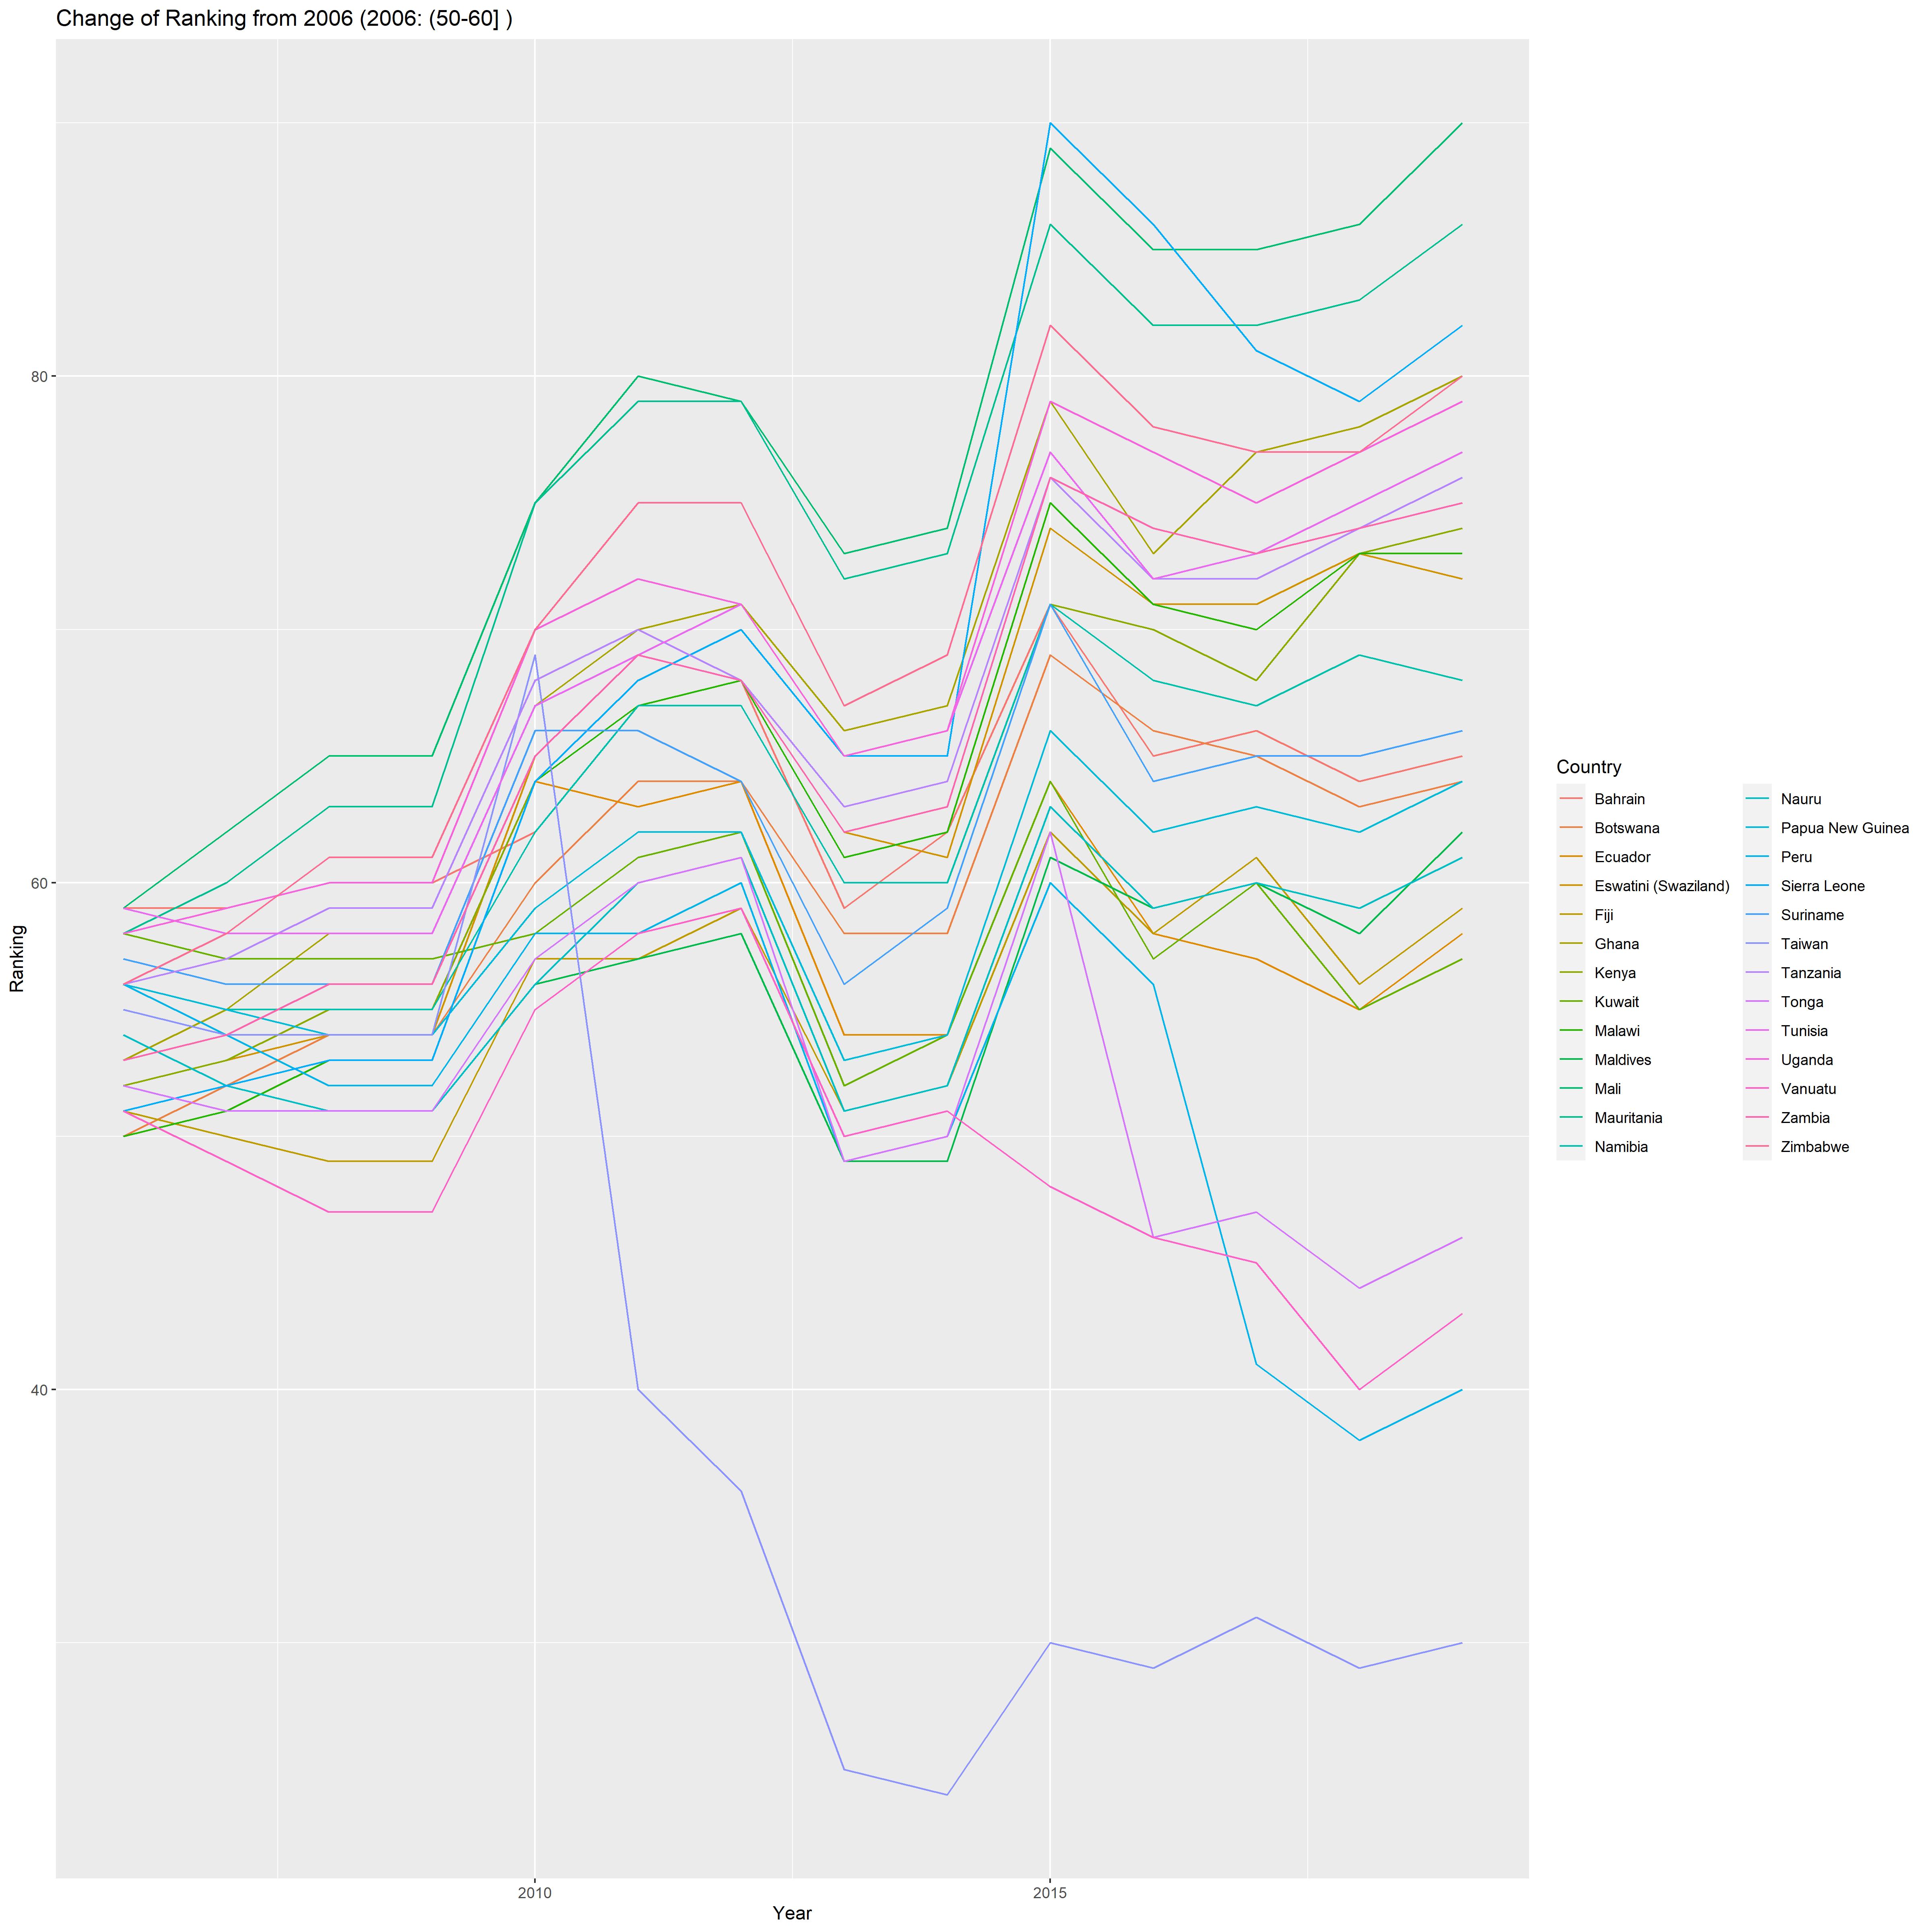 Change of Ranking from 2006 (2006: (50-60] )
Ranking
80
60
40
2010
2015
Year
Country
Bahrain
Botswana
Ecuador
Eswatini (Swaziland)
Fiji
Ghana
Kenya
Kuwait
Malawi
Maldives
Mali
Mauritania
Namibia
Nauru
Papua New Guinea
Peru
Sierra Leone
Suriname
Taiwan
Tanzania
Tonga
Tunisia
Uganda
Vanuatu
Zambia
Zimbabwe